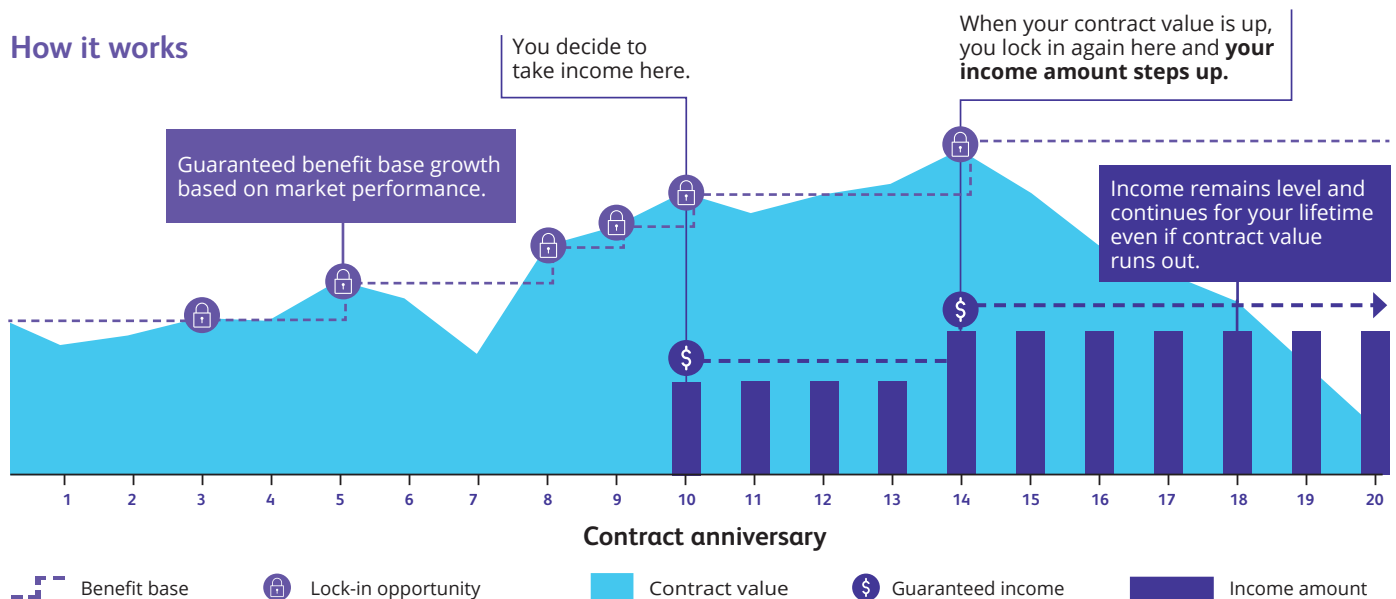 How it works
You decide to
take income here.
When your contract value is up,
you lock in again here and your
income amount steps up.
Guaranteed benefit base growth
based on market performance.
Income remains level and
continues for your lifetime
even if contract value
runs out.
$
$
1 2 3 4 5 6 7 8 9 10 11 12 13 14 15 16 17 18 19 20
Contract anniversary
Benefit base Lock-in opportunity Contract value $ Guaranteed income Income amount